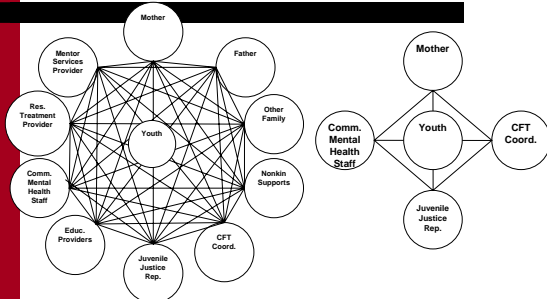 Mother
Father
Other
Family
Nonkin
Supports
CFT
Coord.
Juvenile
Justice
Rep.
Educ.
Providers
Comm.
Mental
Health
Staff
Res.
Treatment
Provider
Mentor
Services
Provider
Youth
Mother
CFT
Coord.
Juvenile
Justice
Rep.
Comm.
Mental
Health
Staff
Youth